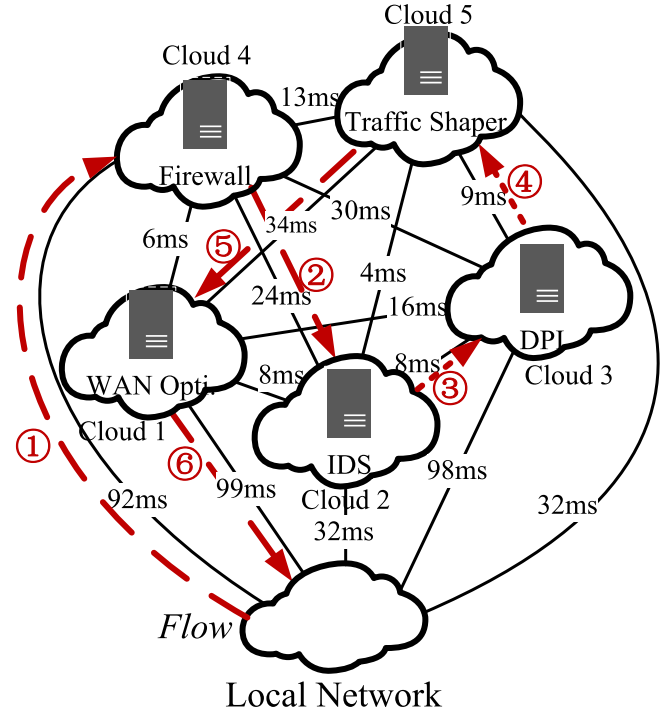 Cloud 5
Cloud 4
13ms
Traffic Shaper
Firewall
④
9ms
30ms
34ms
6ms
⑤
②
4ms
24ms
16ms
DPI
8ms
8ms
Cloud 3
WAN Opti.
③
Cloud 1
①
⑥
IDS
98ms
99ms
Cloud 2
92ms
32ms
32ms
Flow
Local Network